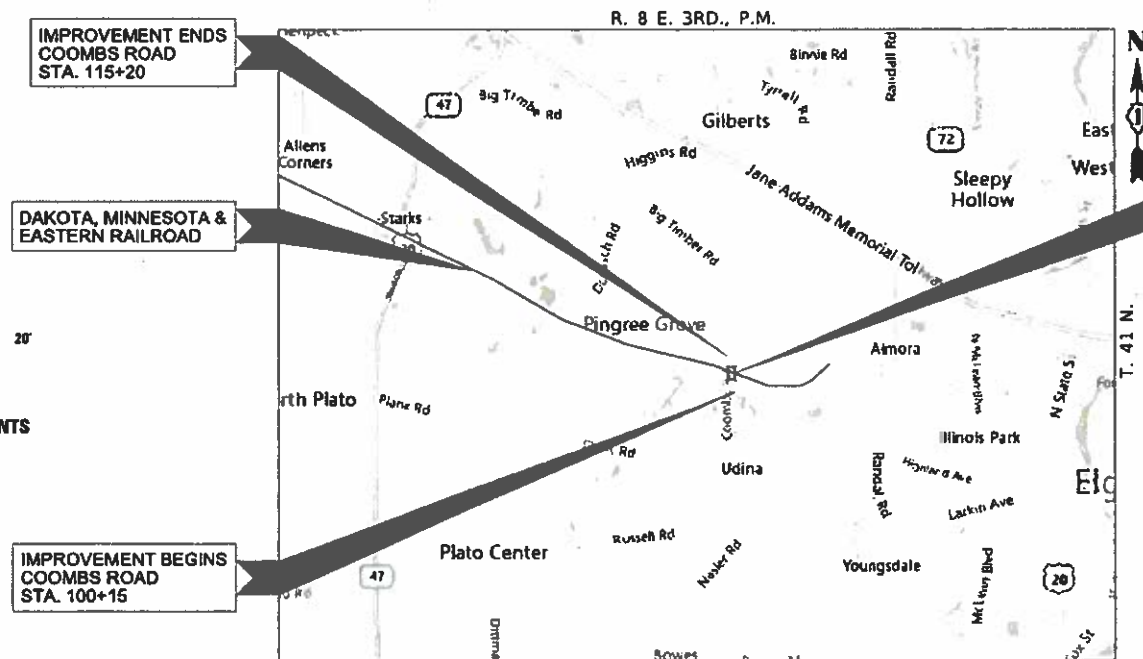 R. 8 E. 3RD., P.M.
IMPROVEMENT ENDS
COOMBS ROAD
STA. 115+20
Binnie Rd
Randall Rd
N
47
Big Timber Rd
Tyrrell Rd
Gilberts
72
East
West
Allens
Corners
Higgins Rd
Jane Addams Memorial Tollway
Sleepy
Hollow
DAKOTA, MINNESOTA &
EASTERN RAILROAD
Starks
20
Big Timber Rd
Rd
Pingree Grove
Almora
T. 41 N.
20'
rth Plato
Plank Rd
N State S
NTS
Coombs
Rd
Illinois Park
Udina
Randall Rd
Highland Ave
Elg
Larkin Ave
IMPROVEMENT BEGINS
COOMBS ROAD
STA. 100+15
Plato Center
Russell Rd
Nesler Rd
Youngsdale
McLean Blvd
20
47
Bowes
ox St